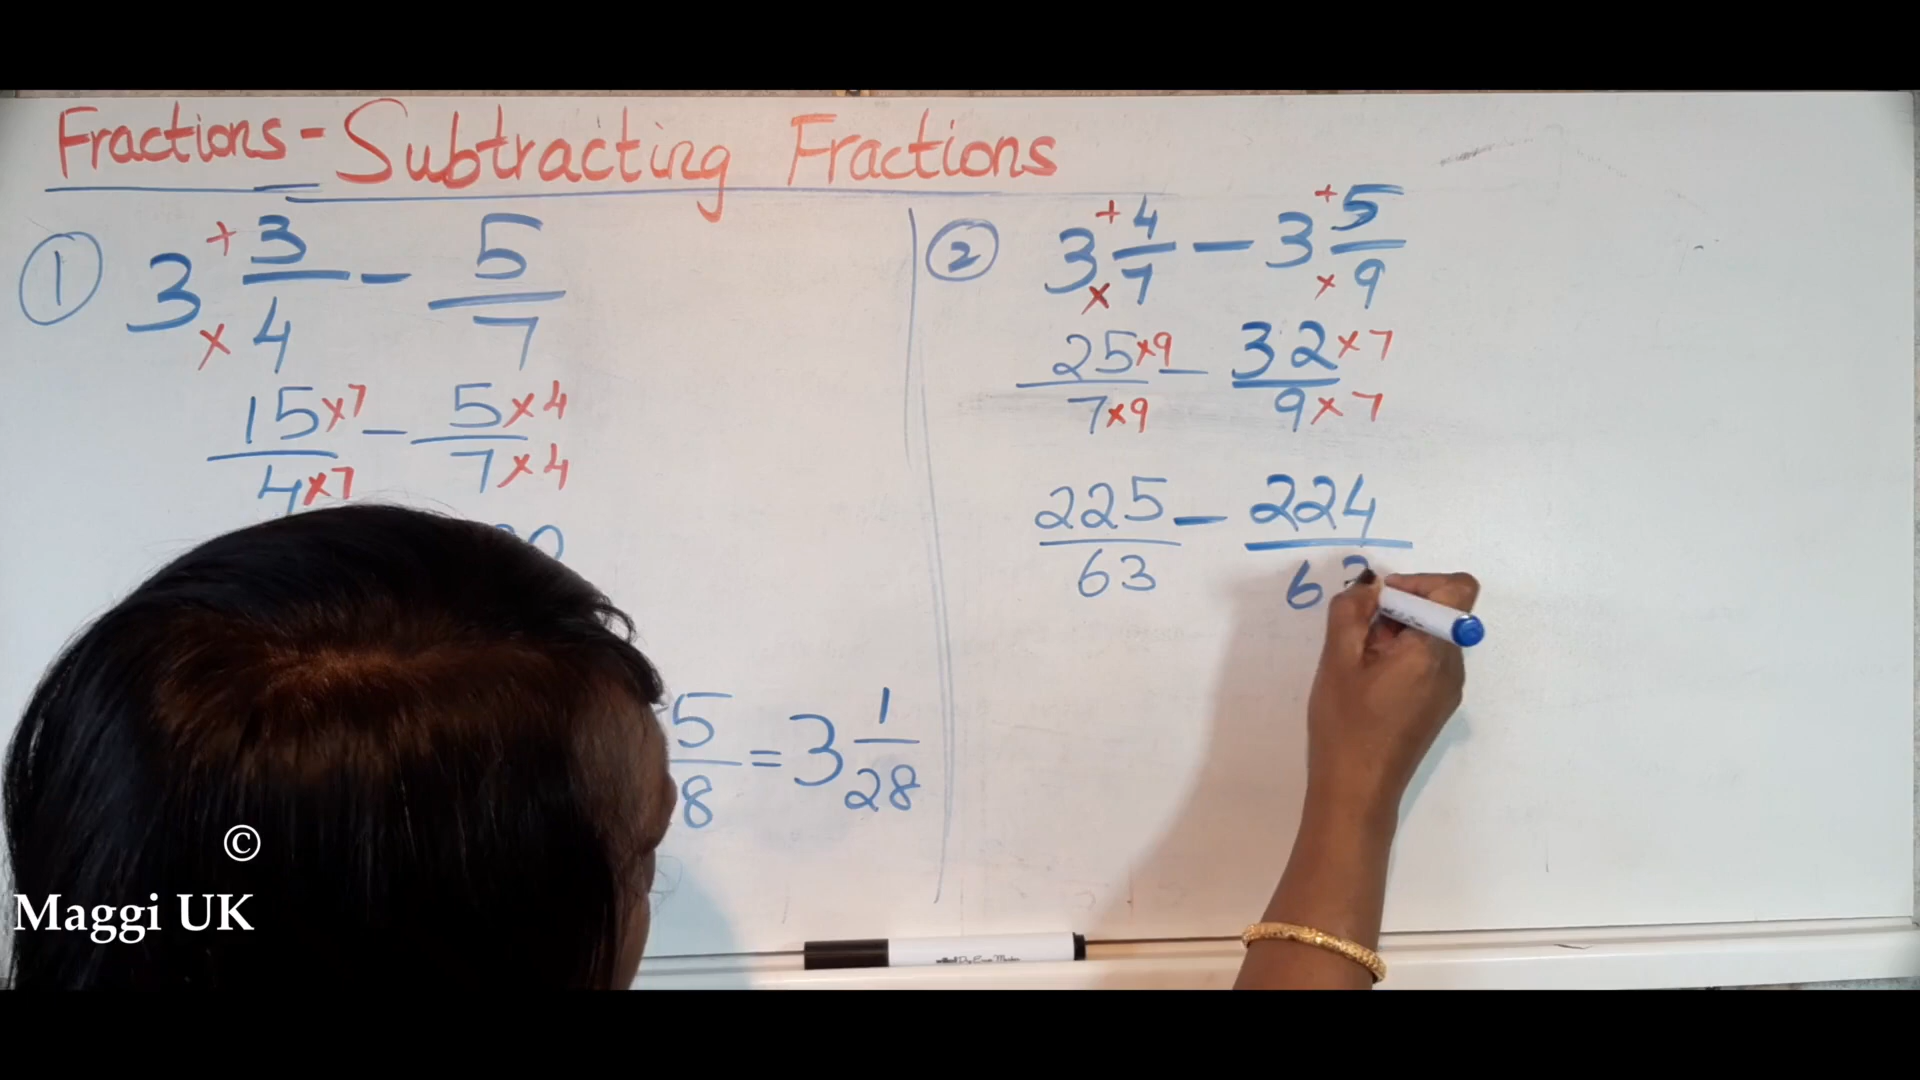 Fractions - Subtracting Fractions
1
3 + 3/4 - 5/7
× 
15×7/4×7 - 5×4/7×4
5/8 = 3 1/28
2
3 + 4/7 - 3 + 5/9
× ×
25×9/7×9 - 32×7/9×7
225/63 - 224/63
©
Maggi UK